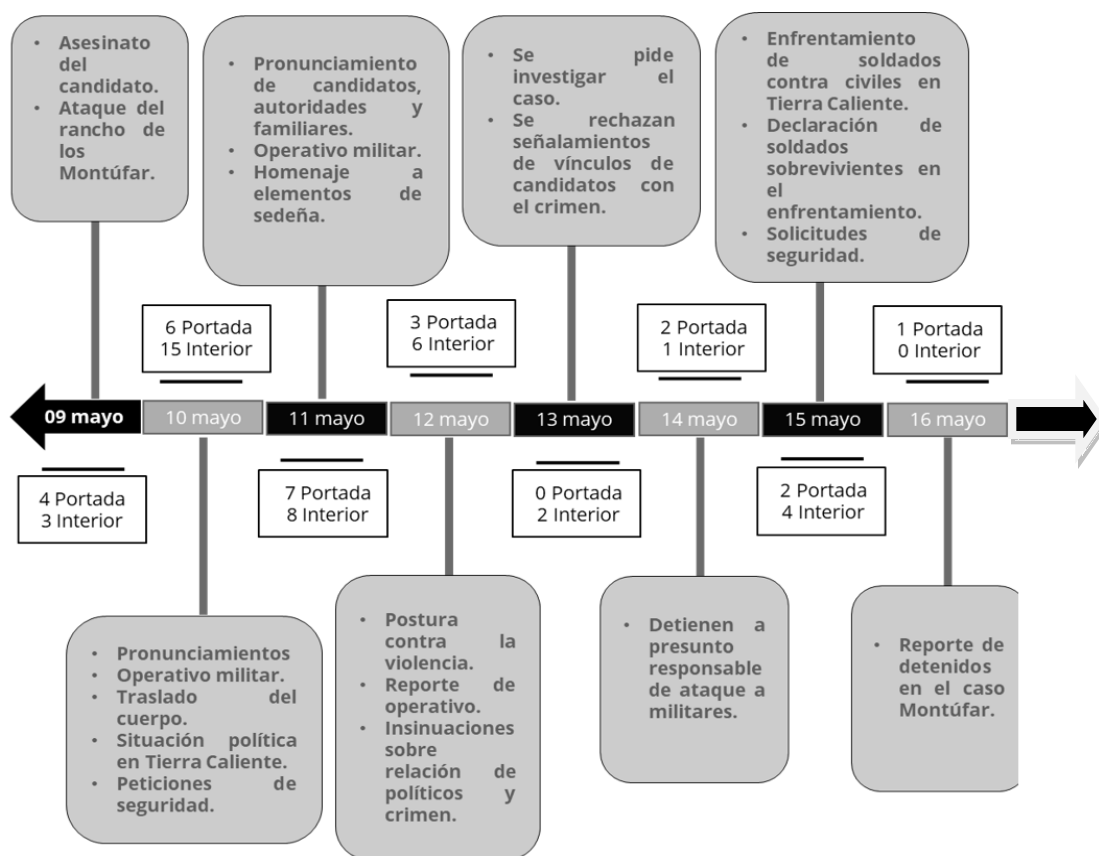 • Asesinato
del
candidato.
• Ataque del
rancho de
los
Montúfar.
• Pronunciamiento
de candidatos,
autoridades y
familiares.
• Operativo militar.
• Homenaje a
elementos de
sedeña.
• Se pide
investigar el
caso.
• Se rechazan
señalamientos
de vínculos de
candidatos con
el crimen.
• Enfrentamiento
de soldados
contra civiles en
Tierra Caliente.
• Declaración de
soldados
sobrevivientes en
el
enfrentamiento.
• Solicitudes de
seguridad.
6 Portada
15 Interior
3 Portada
6 Interior
2 Portada
1 Interior
1 Portada
0 Interior
09 mayo
10 mayo
11 mayo
12 mayo
13 mayo
14 mayo
15 mayo
16 mayo
4 Portada
3 Interior
7 Portada
8 Interior
0 Portada
2 Interior
2 Portada
4 Interior
• Pronunciamientos
• Operativo militar.
• Traslado del
cuerpo.
• Situación política
en Tierra Caliente.
• Peticiones de
seguridad.
• Postura
contra la
violencia.
• Reporte de
operativo.
• Insinuaciones
sobre
relación de
políticos y
crimen.
• Detienen a
presunto
responsable
de ataque a
militares.
• Reporte de
detenidos
en el caso
Montúfar.